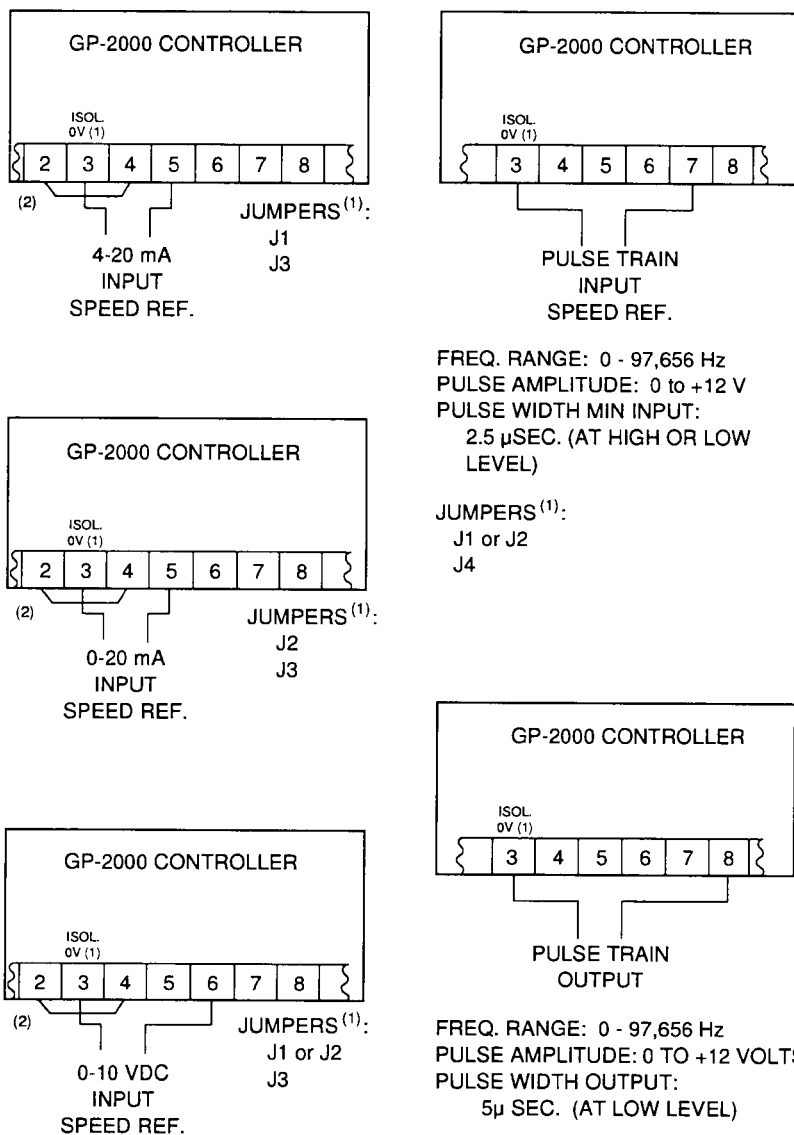 GP-2000 CONTROLLER
ISOL.
0V (1)
2 3 4 5 6 7 8
(2)
4-20 mA
INPUT
SPEED REF.
JUMPERS (1):
J1
J3
GP-2000 CONTROLLER
ISOL.
0V (1)
2 3 4 5 6 7 8
(2)
0-20 mA
INPUT
SPEED REF.
JUMPERS (1):
J2
J3
GP-2000 CONTROLLER
ISOL.
0V (1)
2 3 4 5 6 7 8
(2)
0-10 VDC
INPUT
SPEED REF.
JUMPERS (1):
J1 or J2
J3
GP-2000 CONTROLLER
ISOL.
0V (1)
3 4 5 6 7 8
PULSE TRAIN
INPUT
SPEED REF.
FREQ. RANGE: 0 - 97,656 Hz
PULSE AMPLITUDE: 0 to +12 V
PULSE WIDTH MIN INPUT:
2.5 µSEC. (AT HIGH OR LOW
LEVEL)
JUMPERS (1):
J1 or J2
J4
GP-2000 CONTROLLER
ISOL.
0V (1)
3 4 5 6 7 8
PULSE TRAIN
OUTPUT
FREQ. RANGE: 0 - 97,656 Hz
PULSE AMPLITUDE: 0 TO +12 VOLTS
PULSE WIDTH OUTPUT:
5µ SEC. (AT LOW LEVEL)